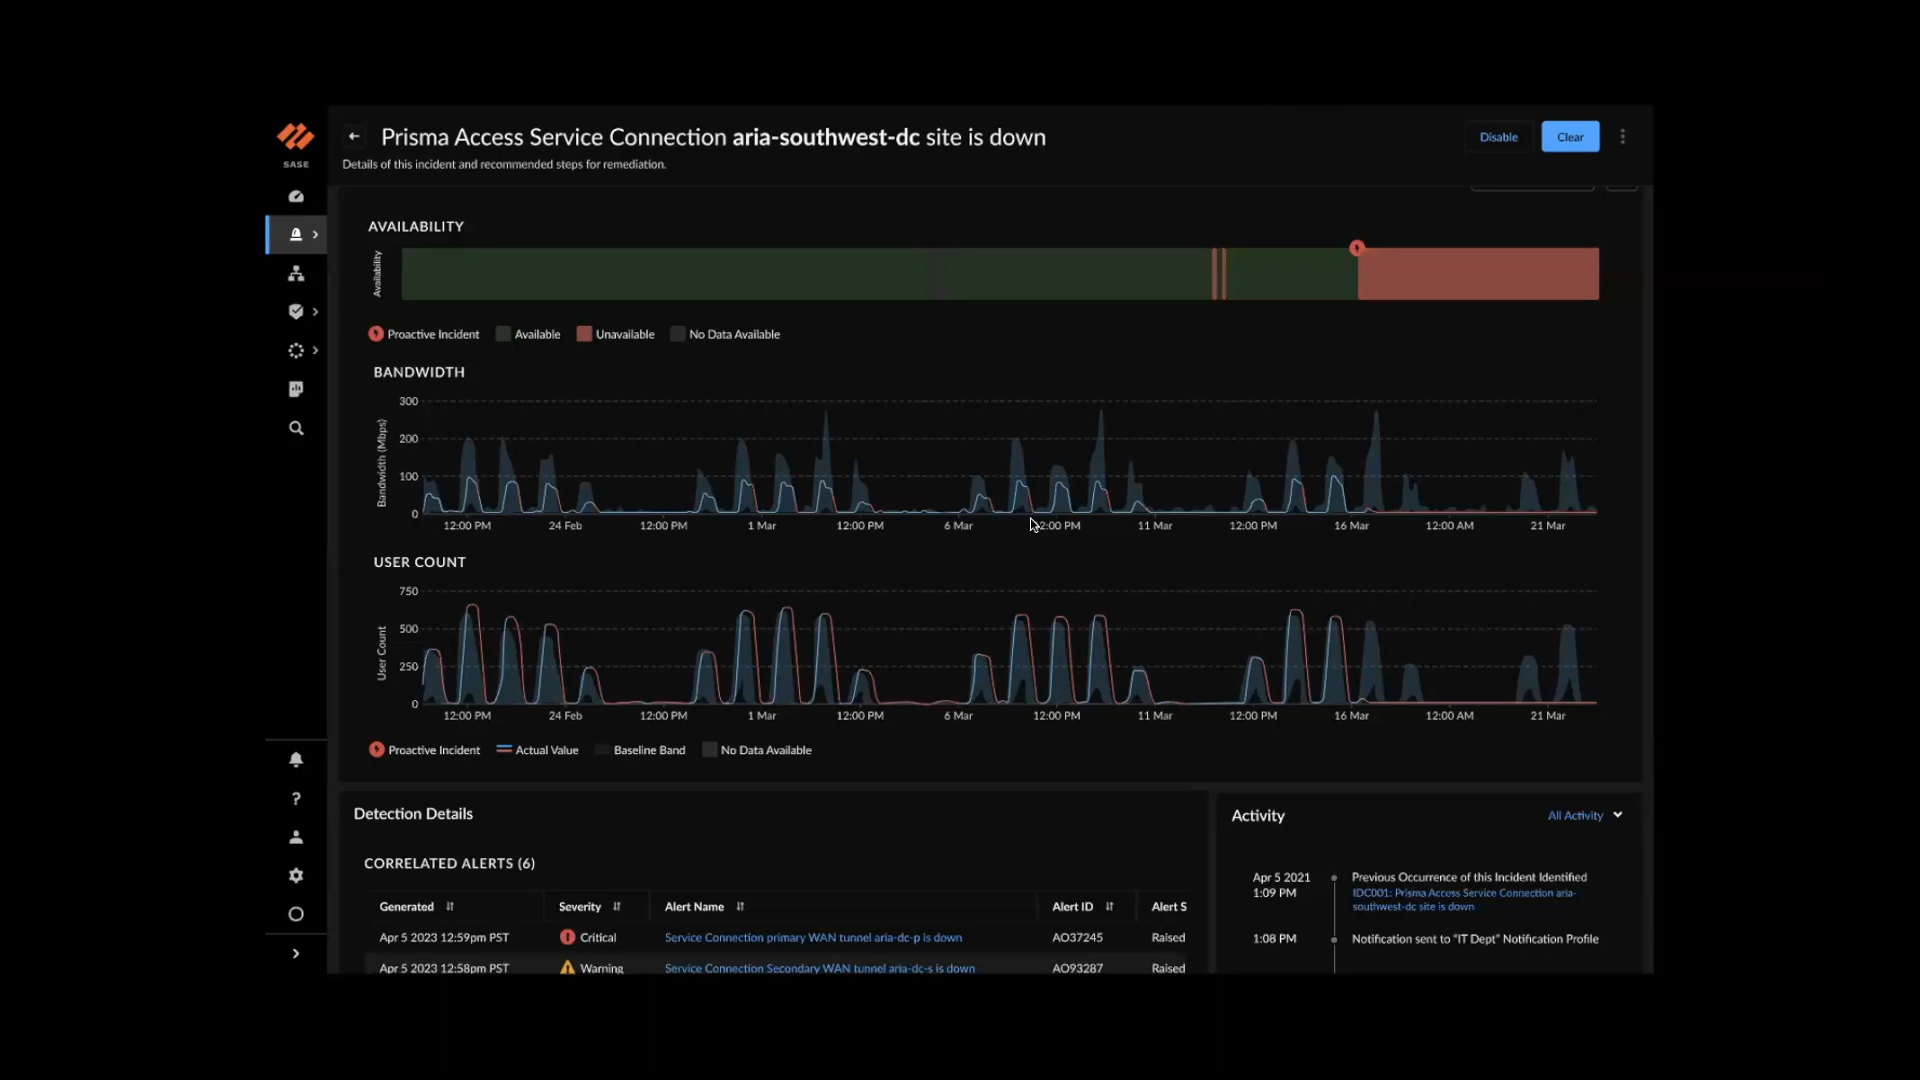 SASE
Prisma Access Service Connection aria-southwest-dc site is down
Disable
Clear
Details of this incident and recommended steps for remediation.
AVAILABILITY
Availability
Proactive Incident
Available
Unavailable
No Data Available
BANDWIDTH
Bandwidth (Mbps)
300
200
100
0
12:00 PM 24 Feb 12:00 PM 1 Mar 12:00 PM 6 Mar 12:00 PM 11 Mar 12:00 PM 16 Mar 12:00 AM 21 Mar
USER COUNT
User Count
750
500
250
0
12:00 PM 24 Feb 12:00 PM 1 Mar 12:00 PM 6 Mar 12:00 PM 11 Mar 12:00 PM 16 Mar 12:00 AM 21 Mar
Proactive Incident
Actual Value
Baseline Band
No Data Available
Detection Details
CORRELATED ALERTS (6)
Generated Severity Alert Name Alert ID Alert S
Apr 5 2023 12:59pm PST Critical Service Connection primary WAN tunnel aria-dc-p is down AO37245 Raised
Apr 5 2023 12:58pm PST Warning Service Connection Secondary WAN tunnel aria-dc-s is down AO93287 Raised
Activity
All Activity
Apr 5 2021
1:09 PM
Previous Occurrence of this Incident Identified
IDC001: Prisma Access Service Connection aria-
southwest-dc site is down
1:08 PM
Notification sent to "IT Dept" Notification Profile